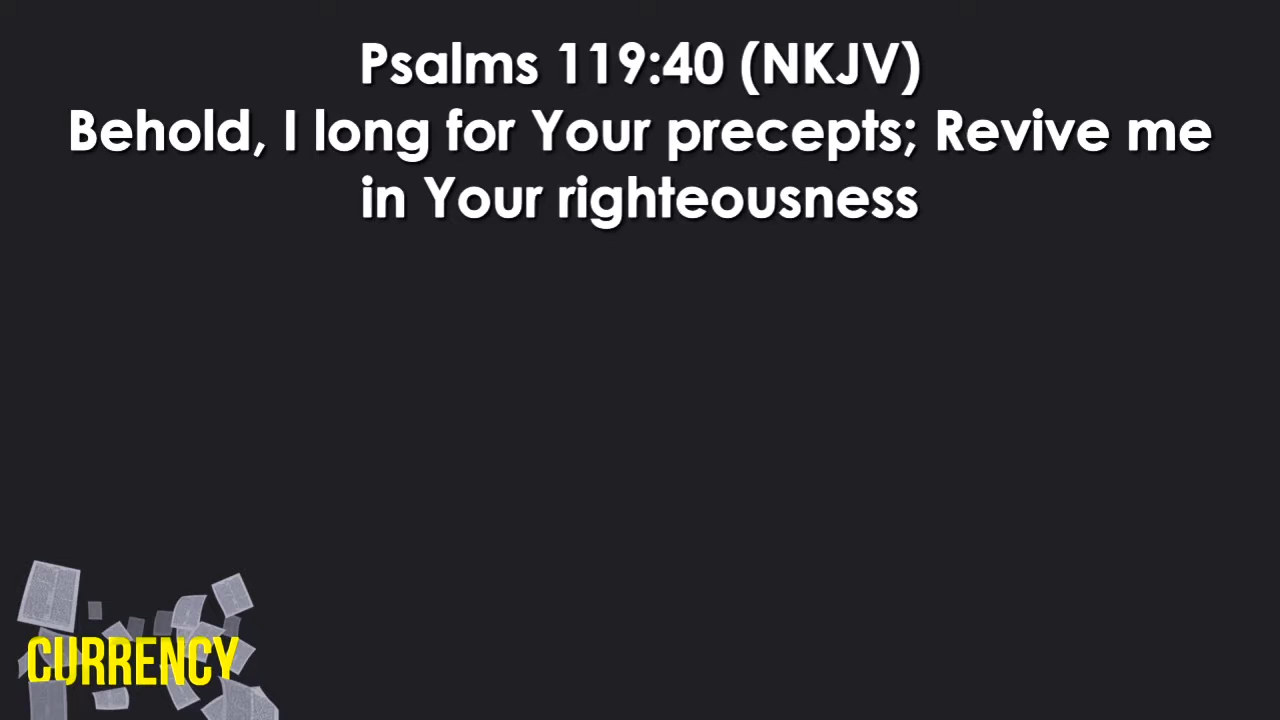 Psalms 119:40 (NKJV)
Behold, I long for Your precepts; Revive me
in Your righteousness
CURRENCY